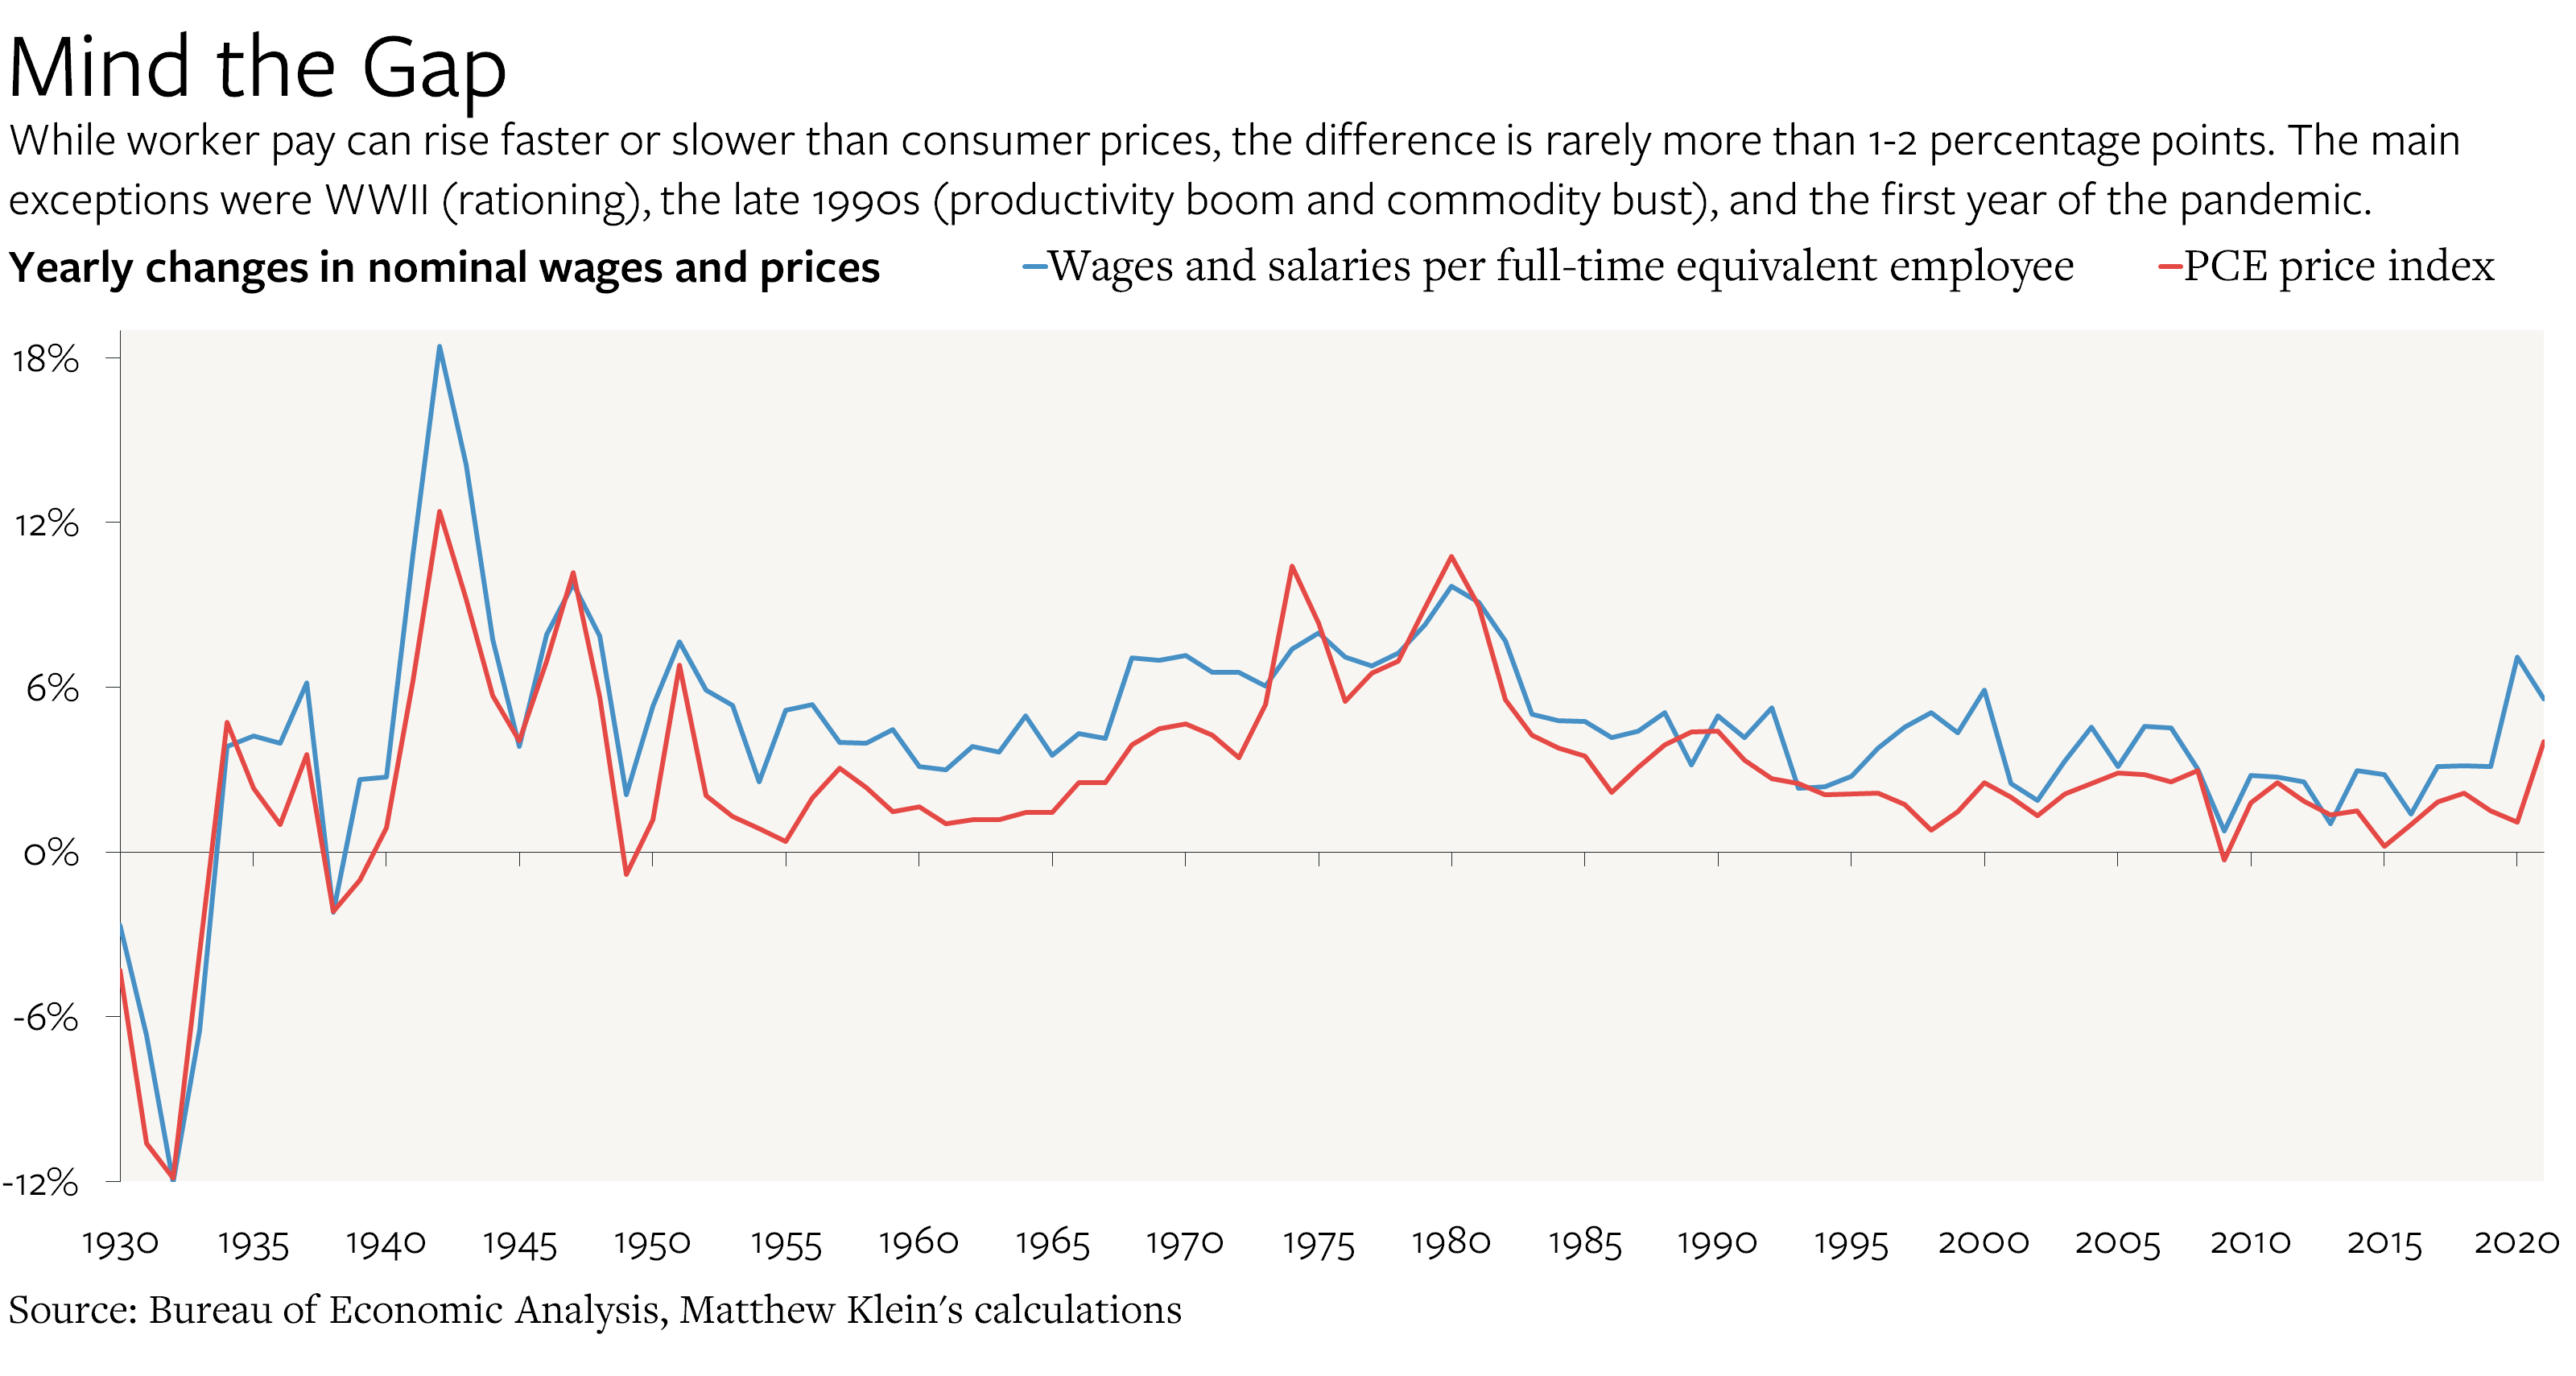 Mind the Gap
While worker pay can rise faster or slower than consumer prices, the difference is rarely more than 1-2 percentage points. The main
exceptions were WWII (rationing), the late 1990s (productivity boom and commodity bust), and the first year of the pandemic.
Yearly changes in nominal wages and prices
Wages and salaries per full-time equivalent employee
PCE price index
18%
12%
6%
0%
-6%
-12%
1930 1935 1940 1945 1950 1955 1960 1965 1970 1975 1980 1985 1990 1995 2000 2005 2010 2015 2020
Source: Bureau of Economic Analysis, Matthew Klein's calculations